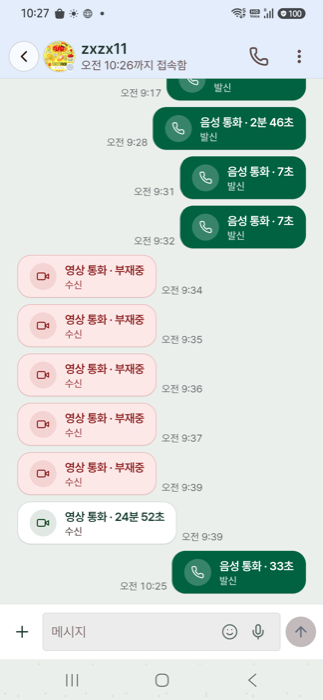 10:27
100
zxzx11
오전 10:26까지 접속함
발신
오전 9:17
음성 통화 · 2분 46초
발신
오전 9:28
음성 통화 · 7초
발신
오전 9:31
음성 통화 · 7초
발신
오전 9:32
영상 통화 · 부재중
수신
오전 9:34
영상 통화 · 부재중
수신
오전 9:35
영상 통화 · 부재중
수신
오전 9:36
영상 통화 · 부재중
수신
오전 9:37
영상 통화 · 부재중
수신
오전 9:39
영상 통화 · 24분 52초
수신
오전 9:39
음성 통화 · 33초
발신
오전 10:25
메시지